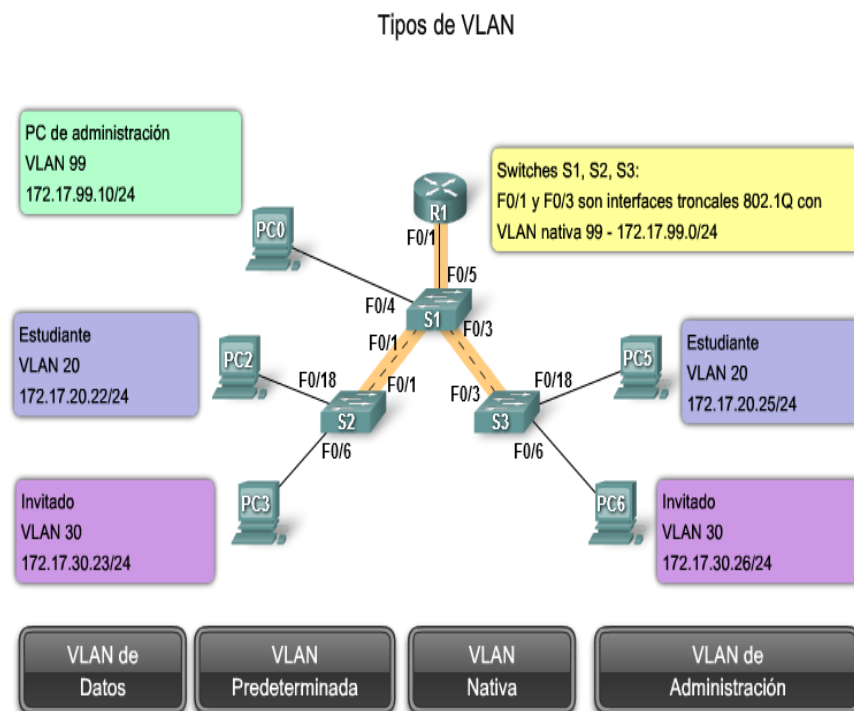 Tipos de VLAN
PC de administración
VLAN 99
172.17.99.10/24
Switches S1, S2, S3:
F0/1 y F0/3 son interfaces troncales 802.1Q con
VLAN nativa 99 - 172.17.99.0/24
R1
F0/1
PC0
F0/5
F0/4
S1
F0/1
F0/3
Estudiante
VLAN 20
172.17.20.22/24
PC2
F0/18
F0/1
S2
F0/6
F0/3
S3
F0/18
F0/6
PC5
Estudiante
VLAN 20
172.17.20.25/24
Invitado
VLAN 30
172.17.30.23/24
PC3
PC6
Invitado
VLAN 30
172.17.30.26/24
VLAN de
Datos
VLAN
Predeterminada
VLAN
Nativa
VLAN de
Administración